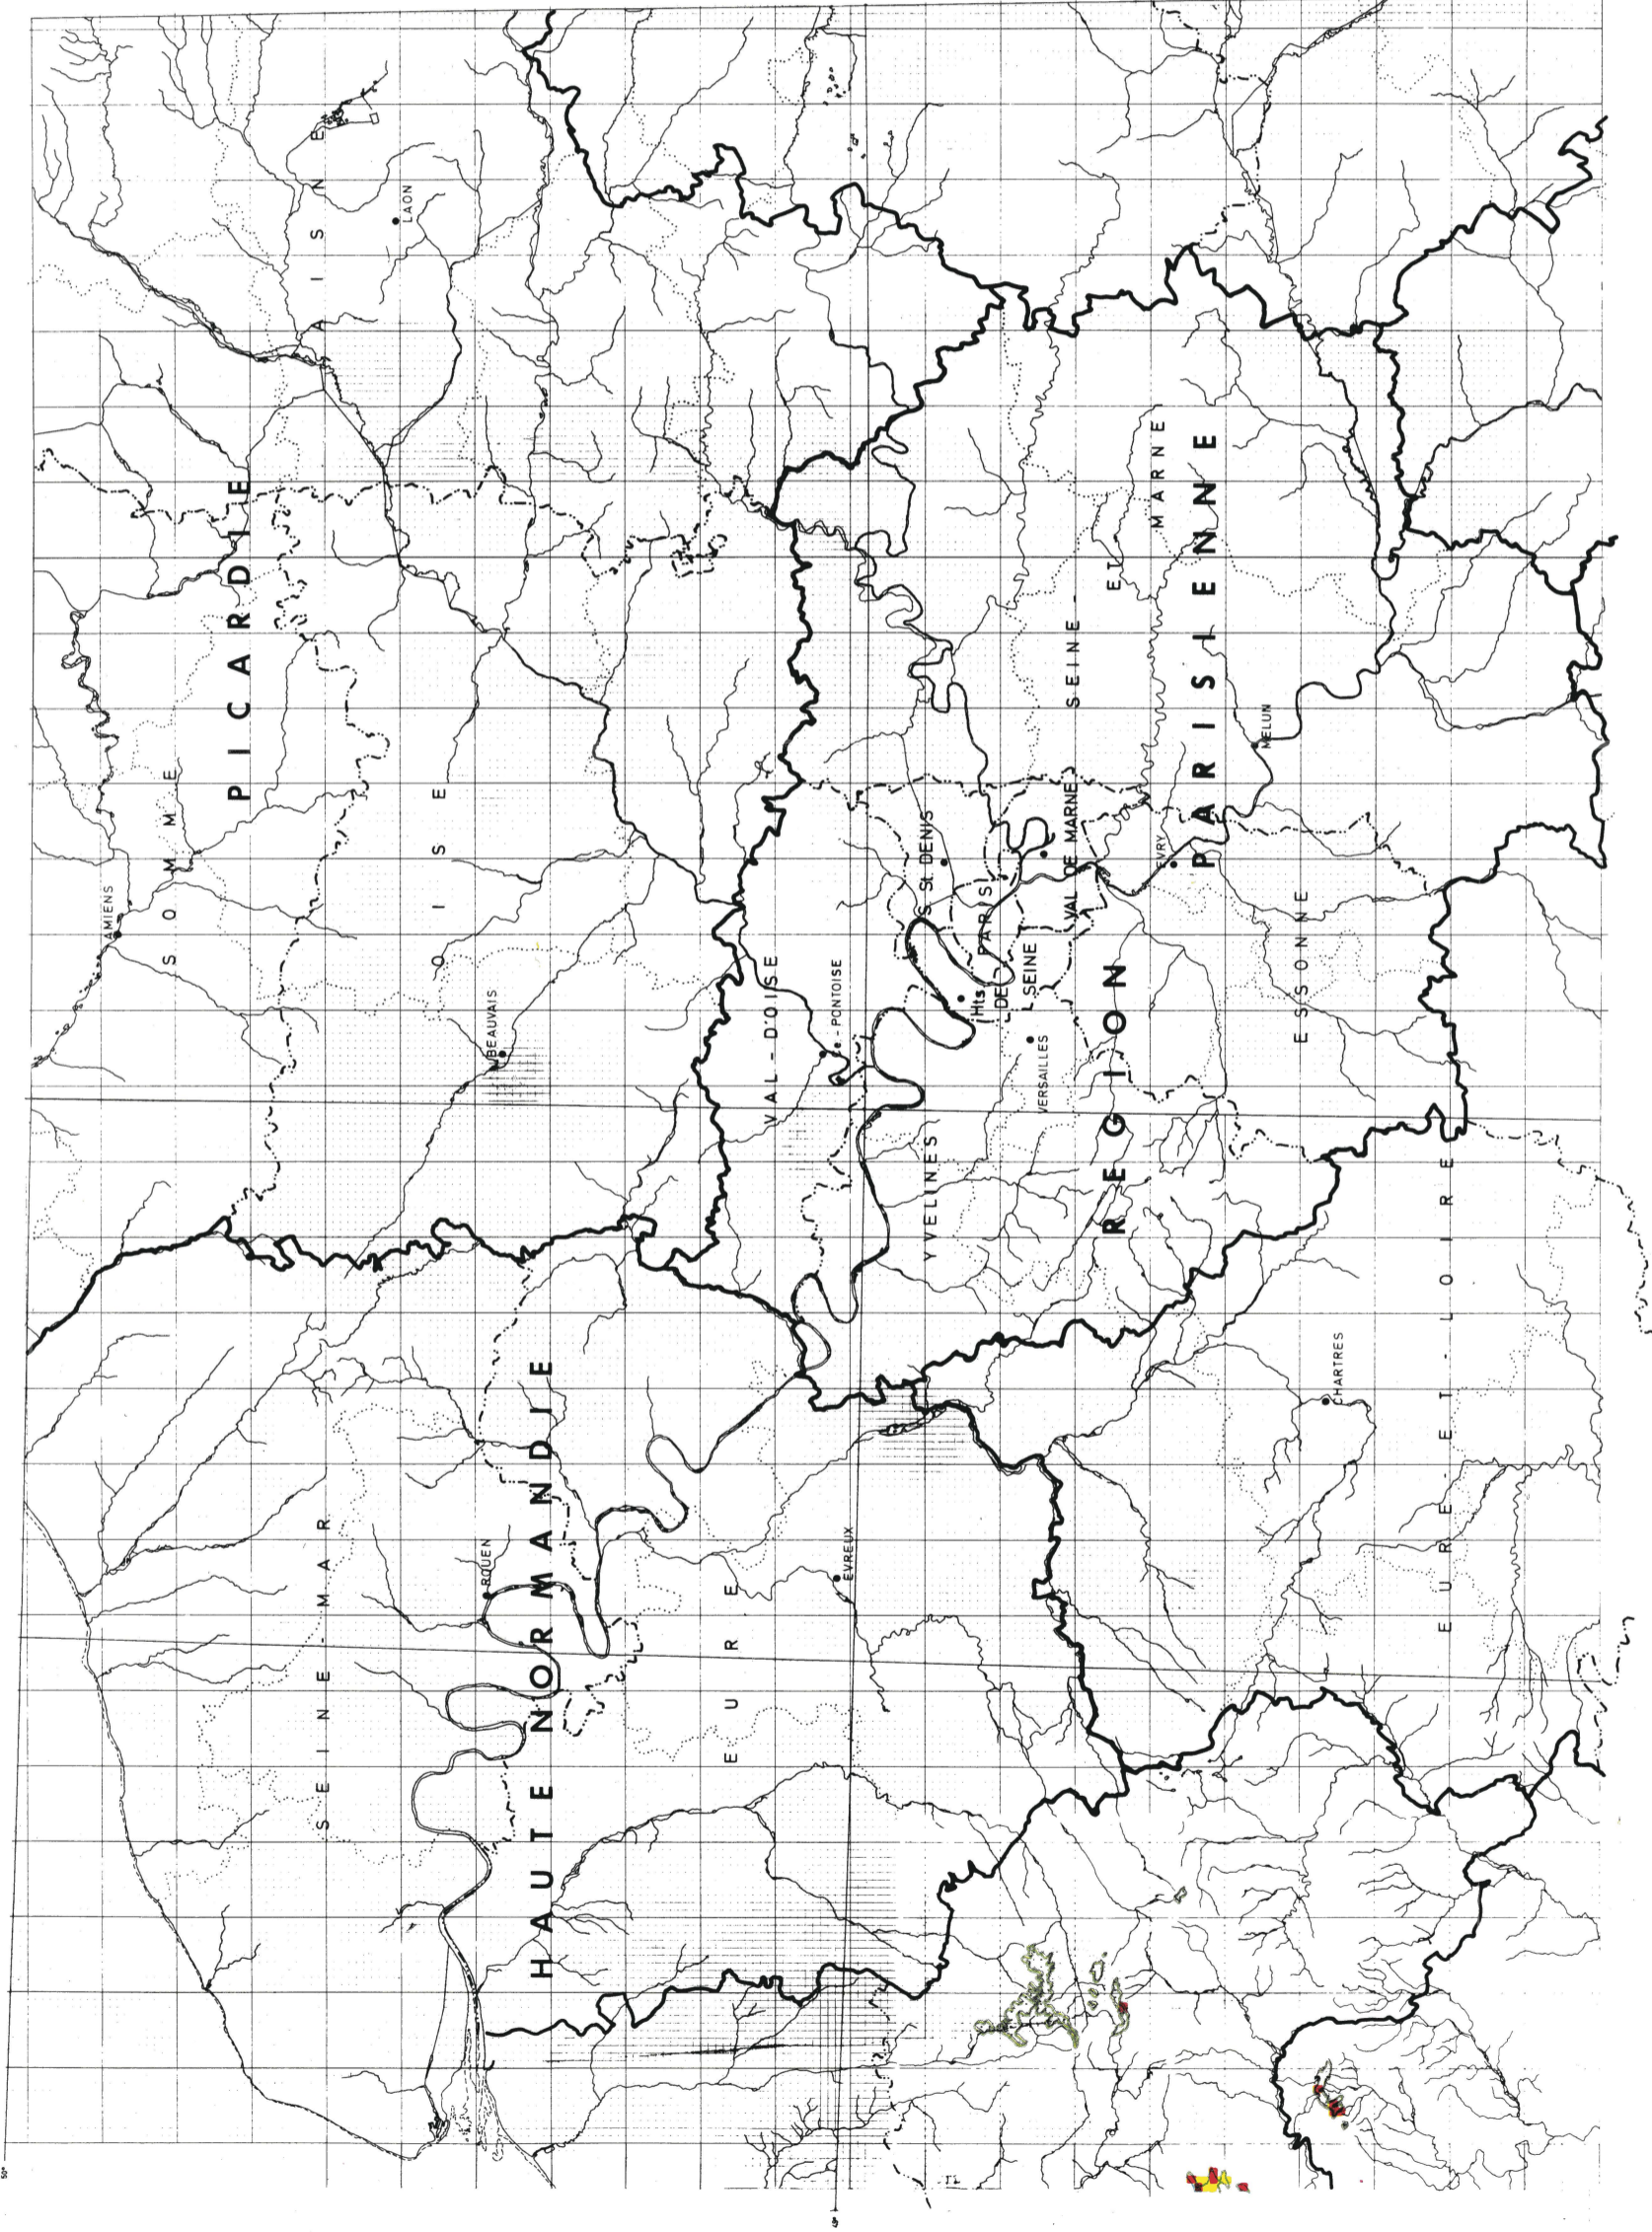 AISNE
LAON
PICARDIE
SOMME
AMIENS
OISE
BEAUVAIS
SEINE-MAR
HAUTE NORMANDIE
ROUEN
EURE
EVREUX
VAL-D'OISE
PONTOISE
YVELINES
S. St. DENIS
PARIS
Hts.
DE
SEINE
VERSAILLES
VAL DE MARNE
SEINE-
ET
MARNE
REGION PARISIENNE
EVRY
MELUN
ESSONNE
CHARTRES
EURE-ET-LOIRE
50°